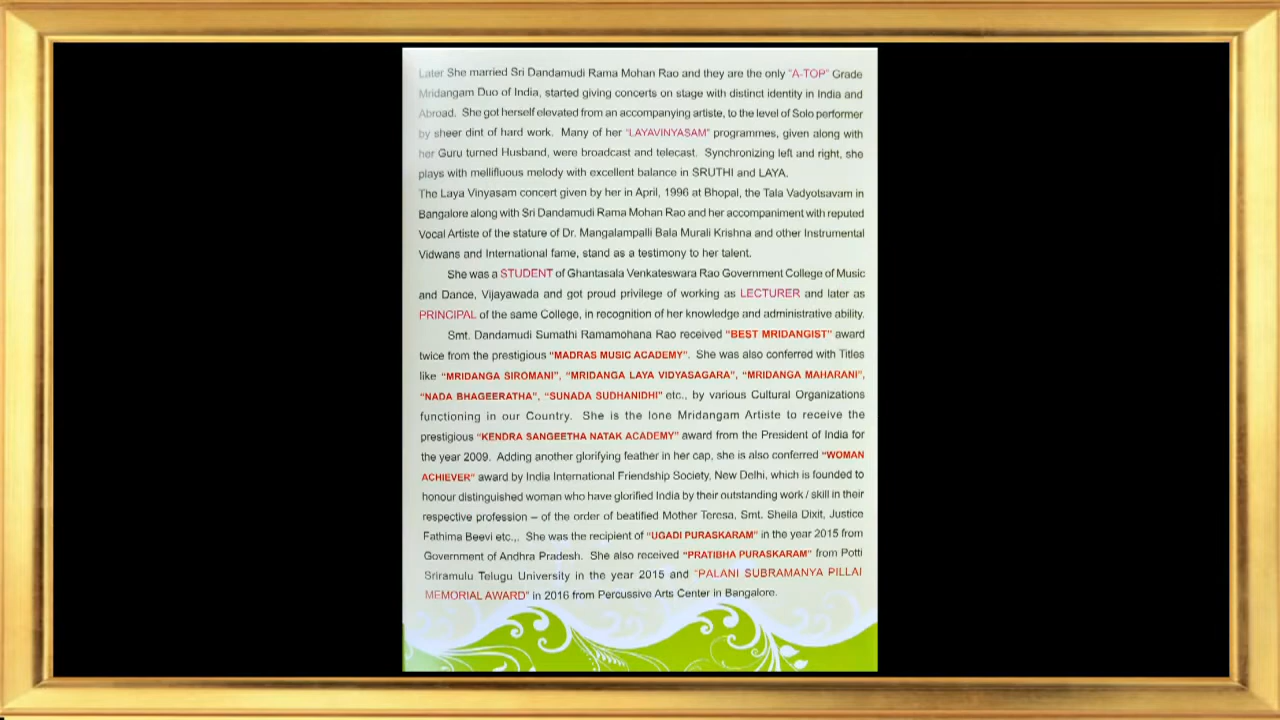 Later She married Sri Dandamudi Rama Mohan Rao and they are the only "A-TOP" Grade
Mridangam Duo of India, started giving concerts on stage with distinct identity in India and
Abroad. She got herself elevated from an accompanying artiste, to the level of Solo performer
by sheer dint of hard work. Many of her "LAYAVINYASAM" programmes, given along with
her Guru turned Husband, were broadcast and telecast. Synchronizing left and right, she
plays with mellifluous melody with excellent balance in SRUTHI and LAYA.
The Laya Vinyasam concert given by her in April, 1996 at Bhopal, the Tala Vadyotsavam in
Bangalore along with Sri Dandamudi Rama Mohan Rao and her accompaniment with reputed
Vocal Artiste of the stature of Dr. Mangalampalli Bala Murali Krishna and other Instrumental
Vidwans and International fame, stand as a testimony to her talent.
She was a STUDENT of Ghantasala Venkateswara Rao Government College of Music
and Dance, Vijayawada and got proud privilege of working as LECTURER and later as
PRINCIPAL of the same College, in recognition of her knowledge and administrative ability.
Smt. Dandamudi Sumathi Ramamohana Rao received "BEST MRIDANGIST" award
twice from the prestigious "MADRAS MUSIC ACADEMY". She was also conferred with Titles
like "MRIDANGA SIROMANI", "MRIDANGA LAYA VIDYASAGARA", "MRIDANGA MAHARANI",
"NADA BHAGEERATHA", "SUNADA SUDHANIDHI" etc., by various Cultural Organizations
functioning in our Country. She is the lone Mridangam Artiste to receive the
prestigious "KENDRA SANGEETHA NATAK ACADEMY" award from the President of India for
the year 2009. Adding another glorifying feather in her cap, she is also conferred "WOMAN
ACHIEVER" award by India International Friendship Society, New Delhi, which is founded to
honour distinguished woman who have glorified India by their outstanding work / skill in their
respective profession – of the order of beatified Mother Teresa, Smt. Sheila Dixit, Justice
Fathima Beevi etc.,. She was the recipient of "UGADI PURASKARAM" in the year 2015 from
Government of Andhra Pradesh. She also received "PRATIBHA PURASKARAM" from Potti
Sriramulu Telugu University in the year 2015 and "PALANI SUBRAMANYA PILLAI
MEMORIAL AWARD" in 2016 from Percussive Arts Center in Bangalore.